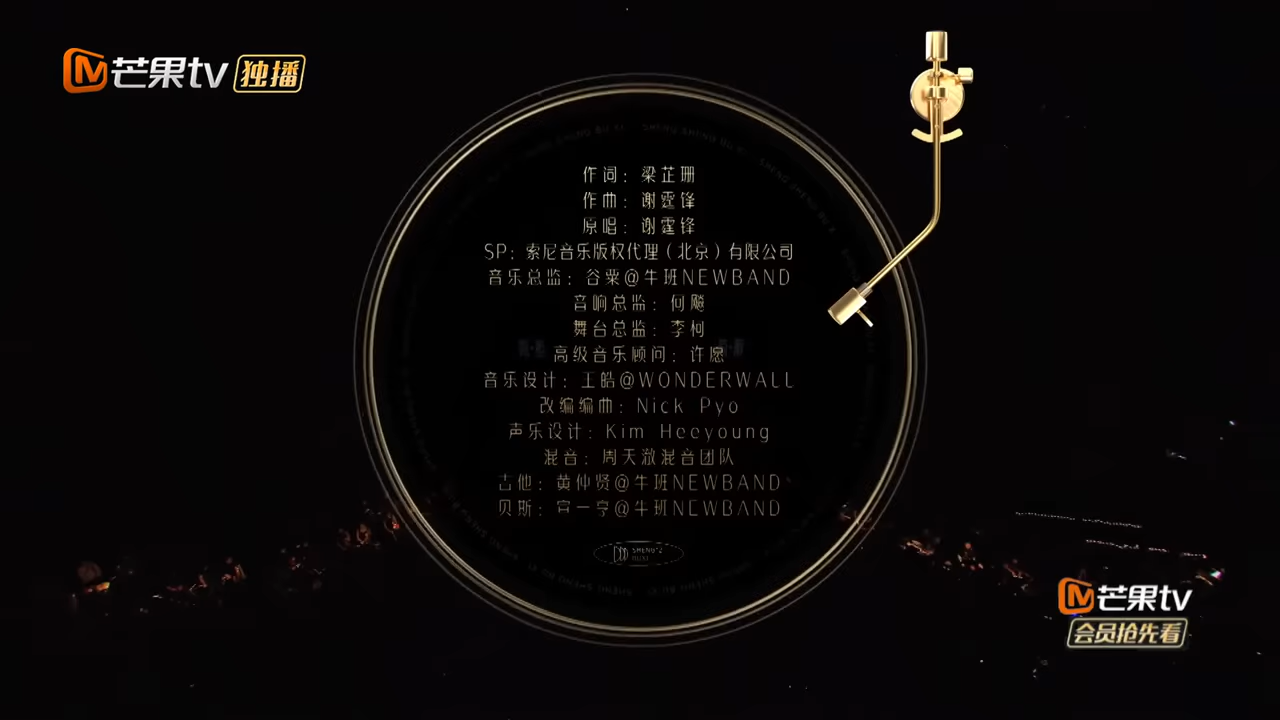 芒果tv 独播
作词：梁芷珊
作曲：谢霆锋
原唱：谢霆锋
SP：索尼音乐版权代理（北京）有限公司
音乐总监：谷粟@牛班NEWBAND
音响总监：何飚
舞台总监：李柯
高级音乐顾问：许愿
音乐设计：王皓@WONDERWALL
改编编曲：Nick Pyo
声乐设计：Kim Heeyoung
混音：周天澈混音团队
吉他：黄仲贤@牛班NEWBAND
贝斯：宫一亭@牛班NEWBAND
芒果tv
会员抢先看